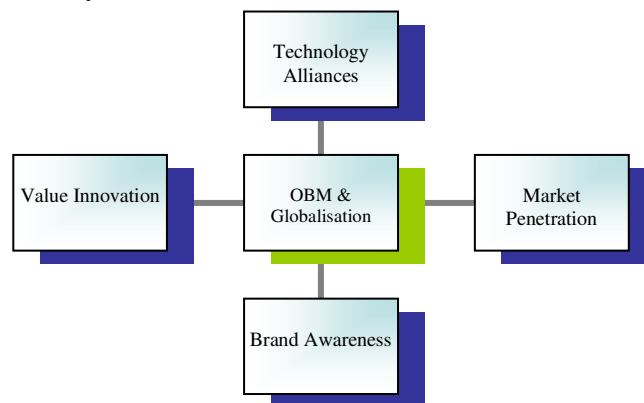 Technology
Alliances
Value Innovation
OBM &
Globalisation
Market
Penetration
Brand Awareness